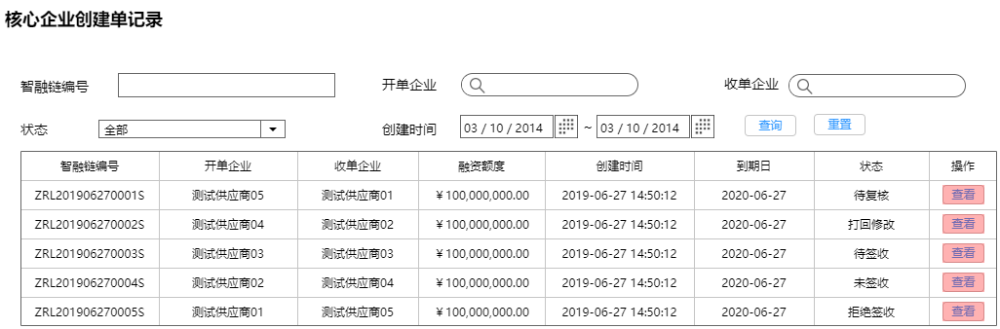 核心企业创建单记录
智融链编号 开单企业 收单企业
状态 全部 创建时间 03 / 10 / 2014 ~ 03 / 10 / 2014 查询 重置
智融链编号 开单企业 收单企业 融资额度 创建时间 到期日 状态 操作
ZRL201906270001S 测试供应商05 测试供应商01 ￥100,000,000.00 2019-06-27 14:50:12 2020-06-27 待复核 查看
ZRL201906270002S 测试供应商04 测试供应商02 ￥100,000,000.00 2019-06-27 14:50:12 2020-06-27 打回修改 查看
ZRL201906270003S 测试供应商03 测试供应商03 ￥100,000,000.00 2019-06-27 14:50:12 2020-06-27 待签收 查看
ZRL201906270004S 测试供应商02 测试供应商04 ￥100,000,000.00 2019-06-27 14:50:12 2020-06-27 未签收 查看
ZRL201906270005S 测试供应商01 测试供应商05 ￥100,000,000.00 2019-06-27 14:50:12 2020-06-27 拒绝签收 查看